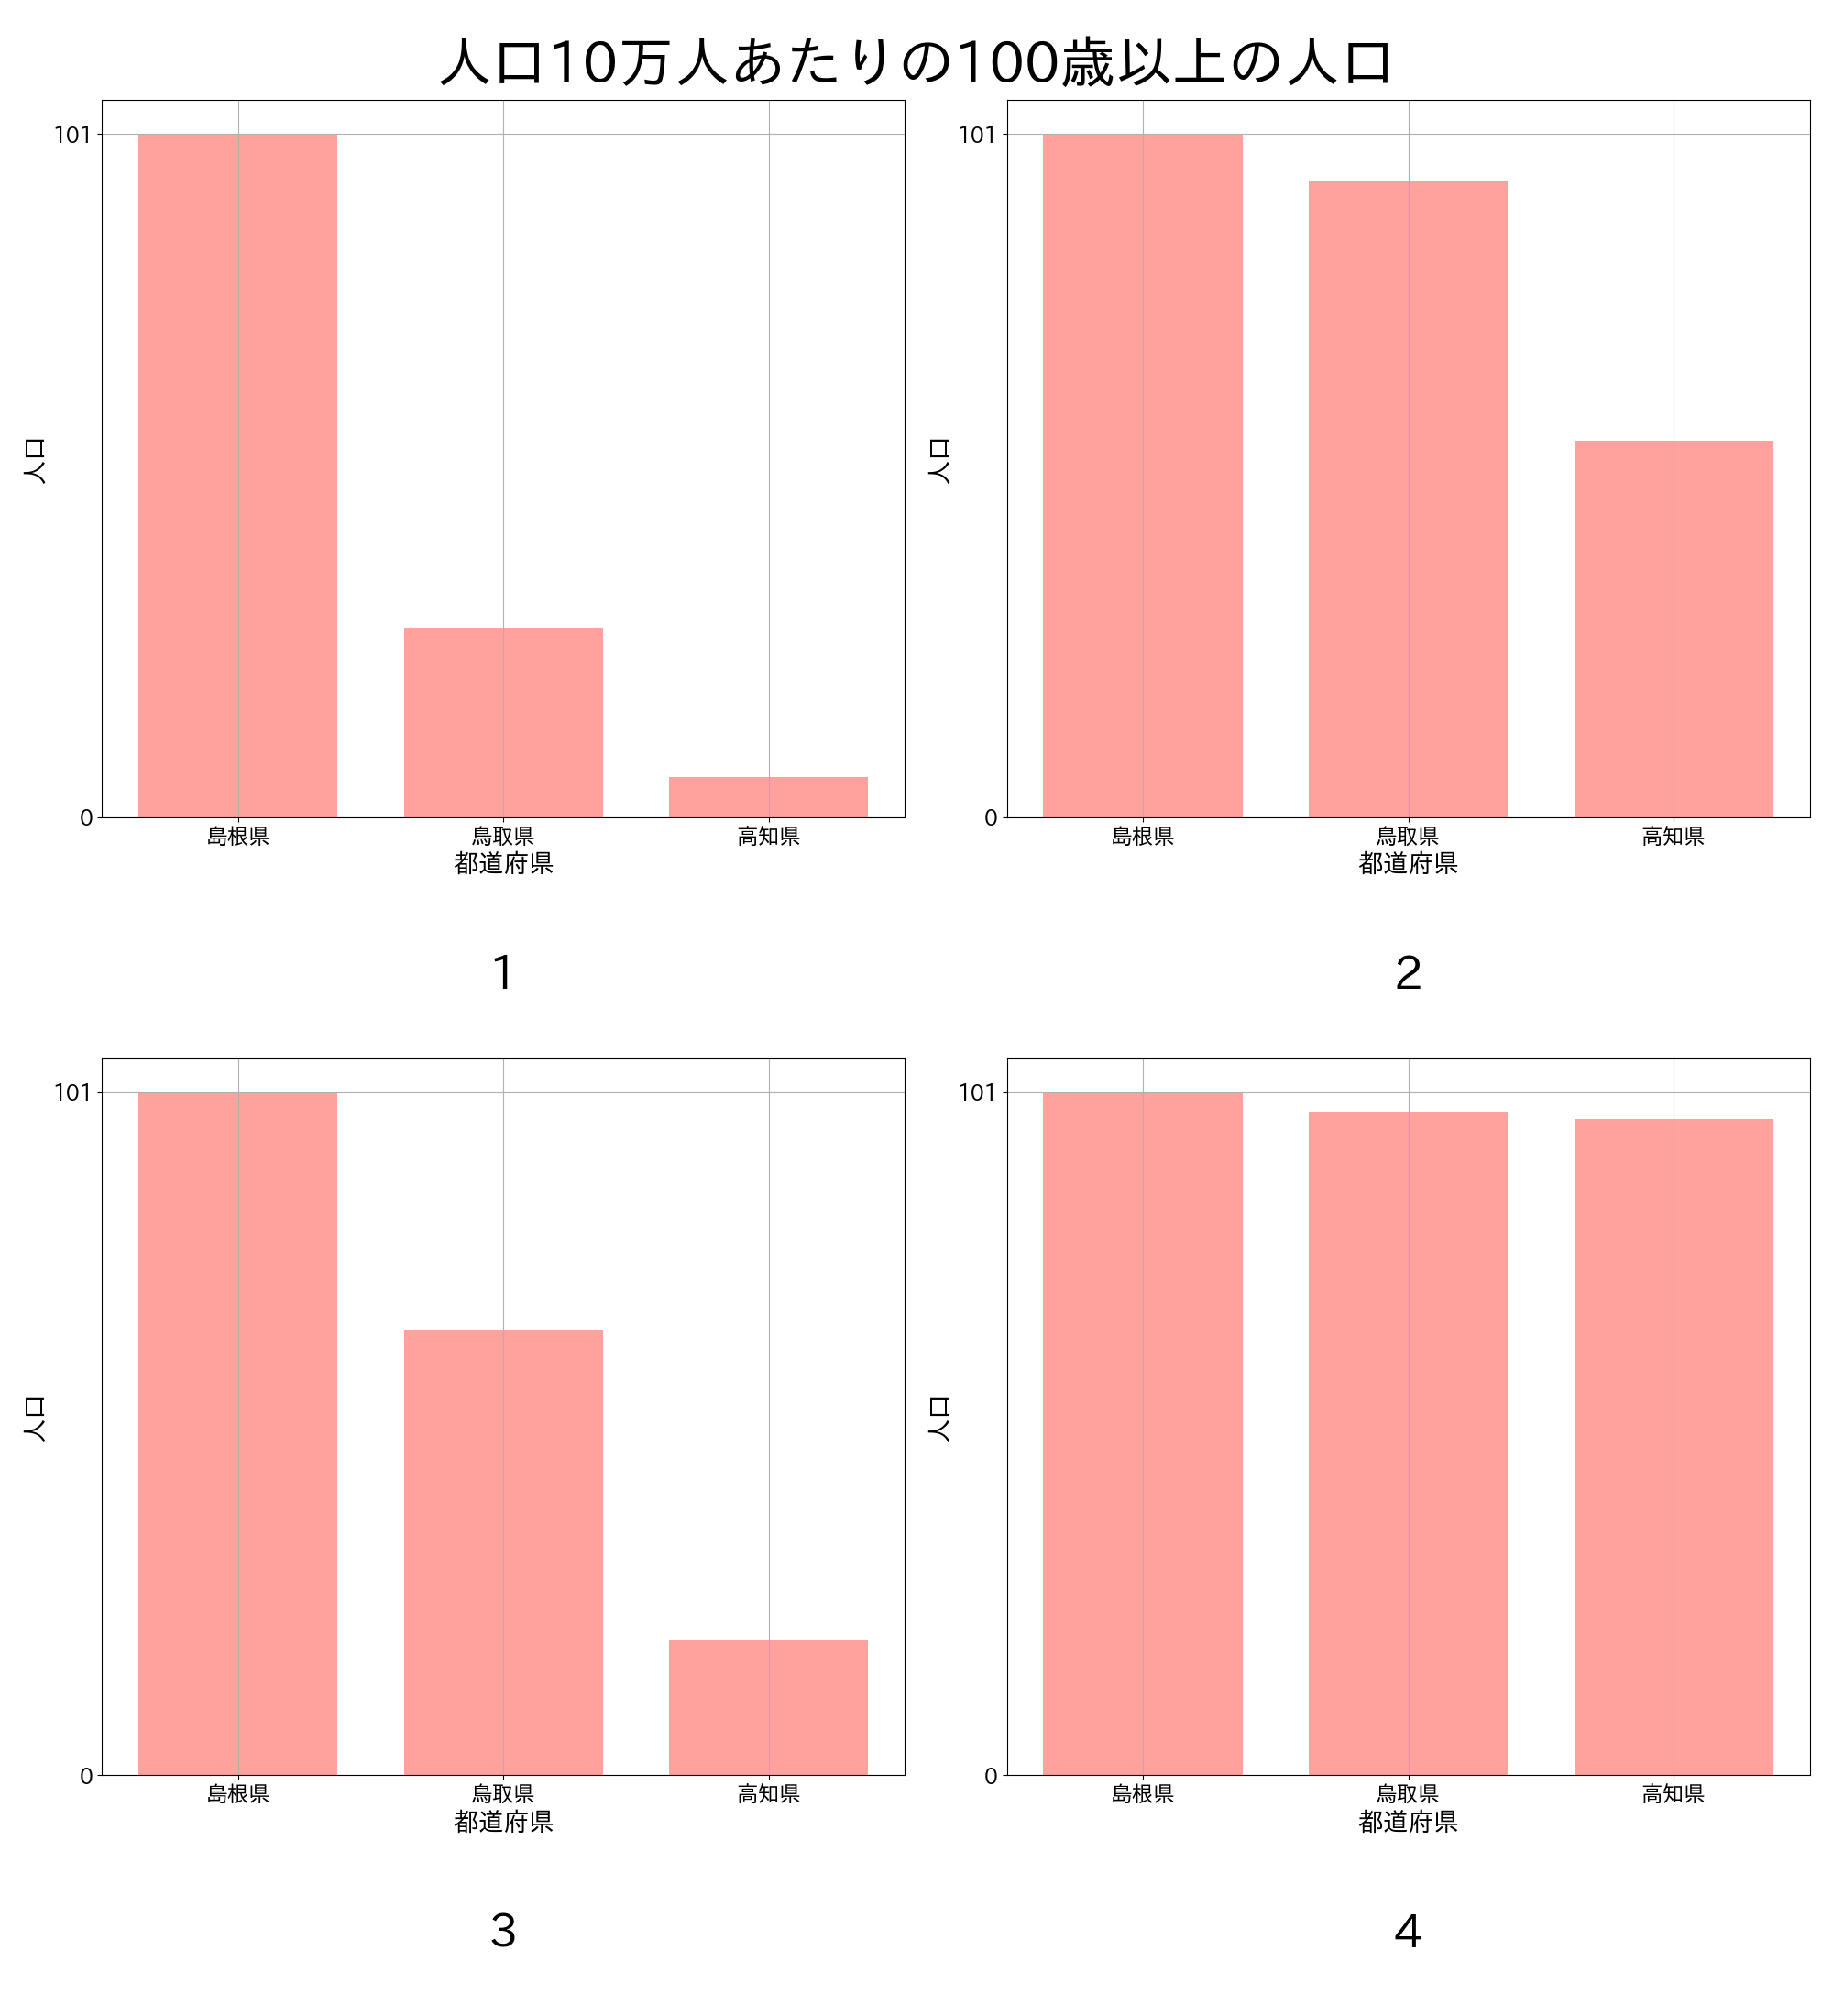 人口10万人あたりの100歳以上の人口
101
0
人口
島根県 鳥取県 高知県
都道府県
1
101
0
人口
島根県 鳥取県 高知県
都道府県
2
101
0
人口
島根県 鳥取県 高知県
都道府県
3
101
0
人口
島根県 鳥取県 高知県
都道府県
4